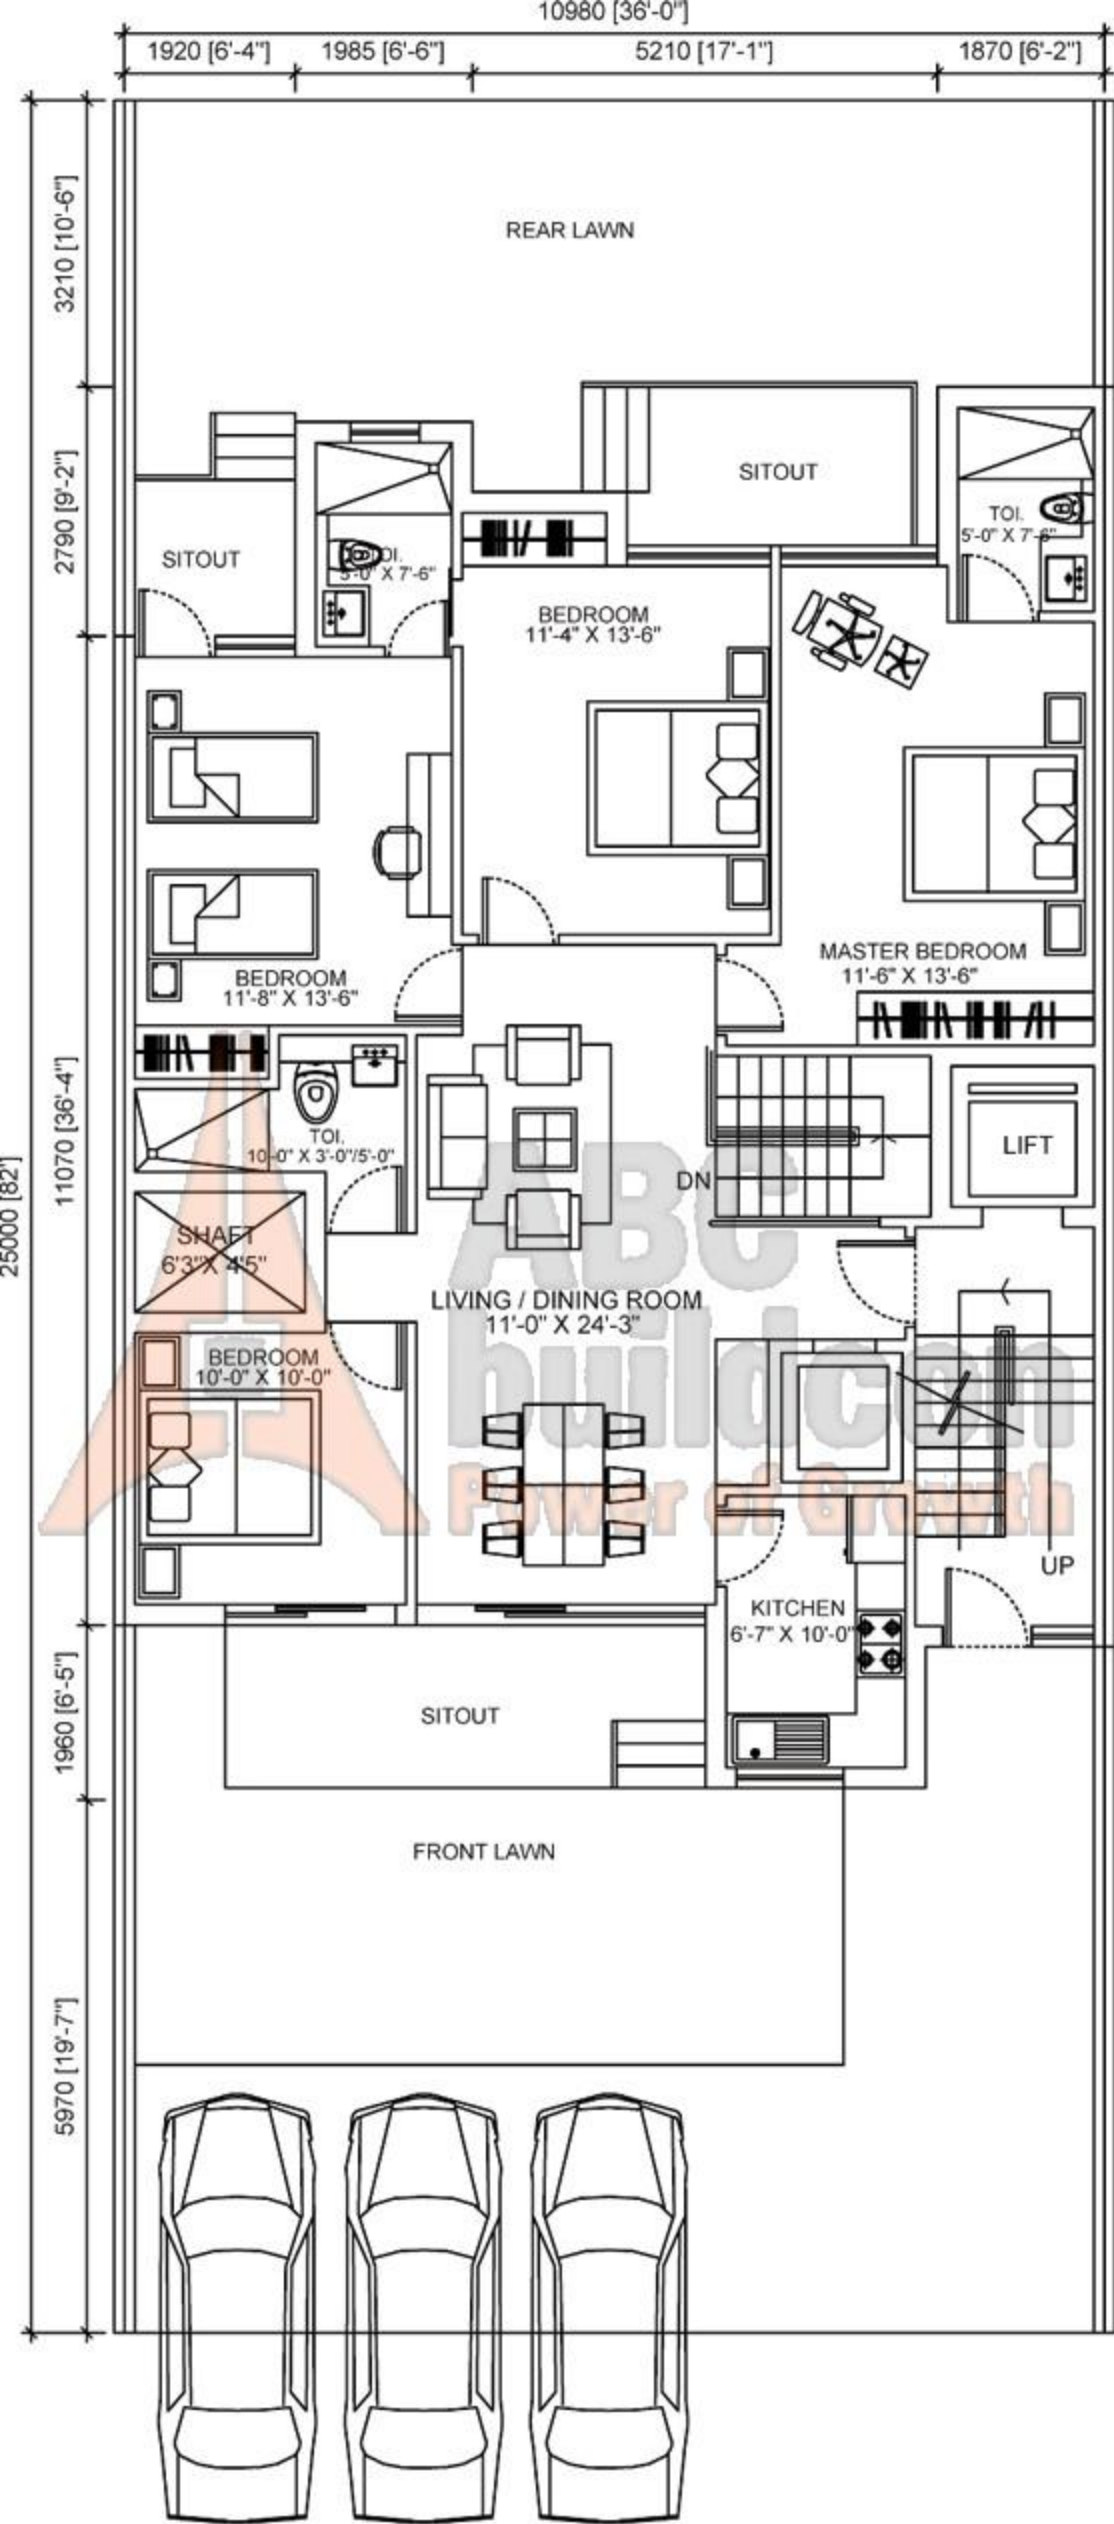 10980 [36'-0"]
1920 [6'-4"]
1985 [6'-6"]
5210 [17'-1"]
1870 [6'-2"]
25000 [82"]
3210 [10'-6"]
2790 [9'-2"]
11070 [36'-4"]
1960 [6'-5"]
5970 [19'-7"]
REAR LAWN
SITOUT
TOI.
5'-0" X 7'-6"
SITOUT
OI.
5'-0" X 7'-6"
BEDROOM
11'-4" X 13'-6"
MASTER BEDROOM
11'-6" X 13'-6"
BEDROOM
11'-8" X 13'-6"
TOI.
10-0" X 3'-0"/5'-0"
LIFT
DN
SHAFT
6'3"X 4'5"
LIVING / DINING ROOM
11'-0" X 24'-3"
ABC
buildcon
Power of Growth
BEDROOM
10'-0" X 10'-0"
UP
KITCHEN
6'-7" X 10'-0"
SITOUT
FRONT LAWN